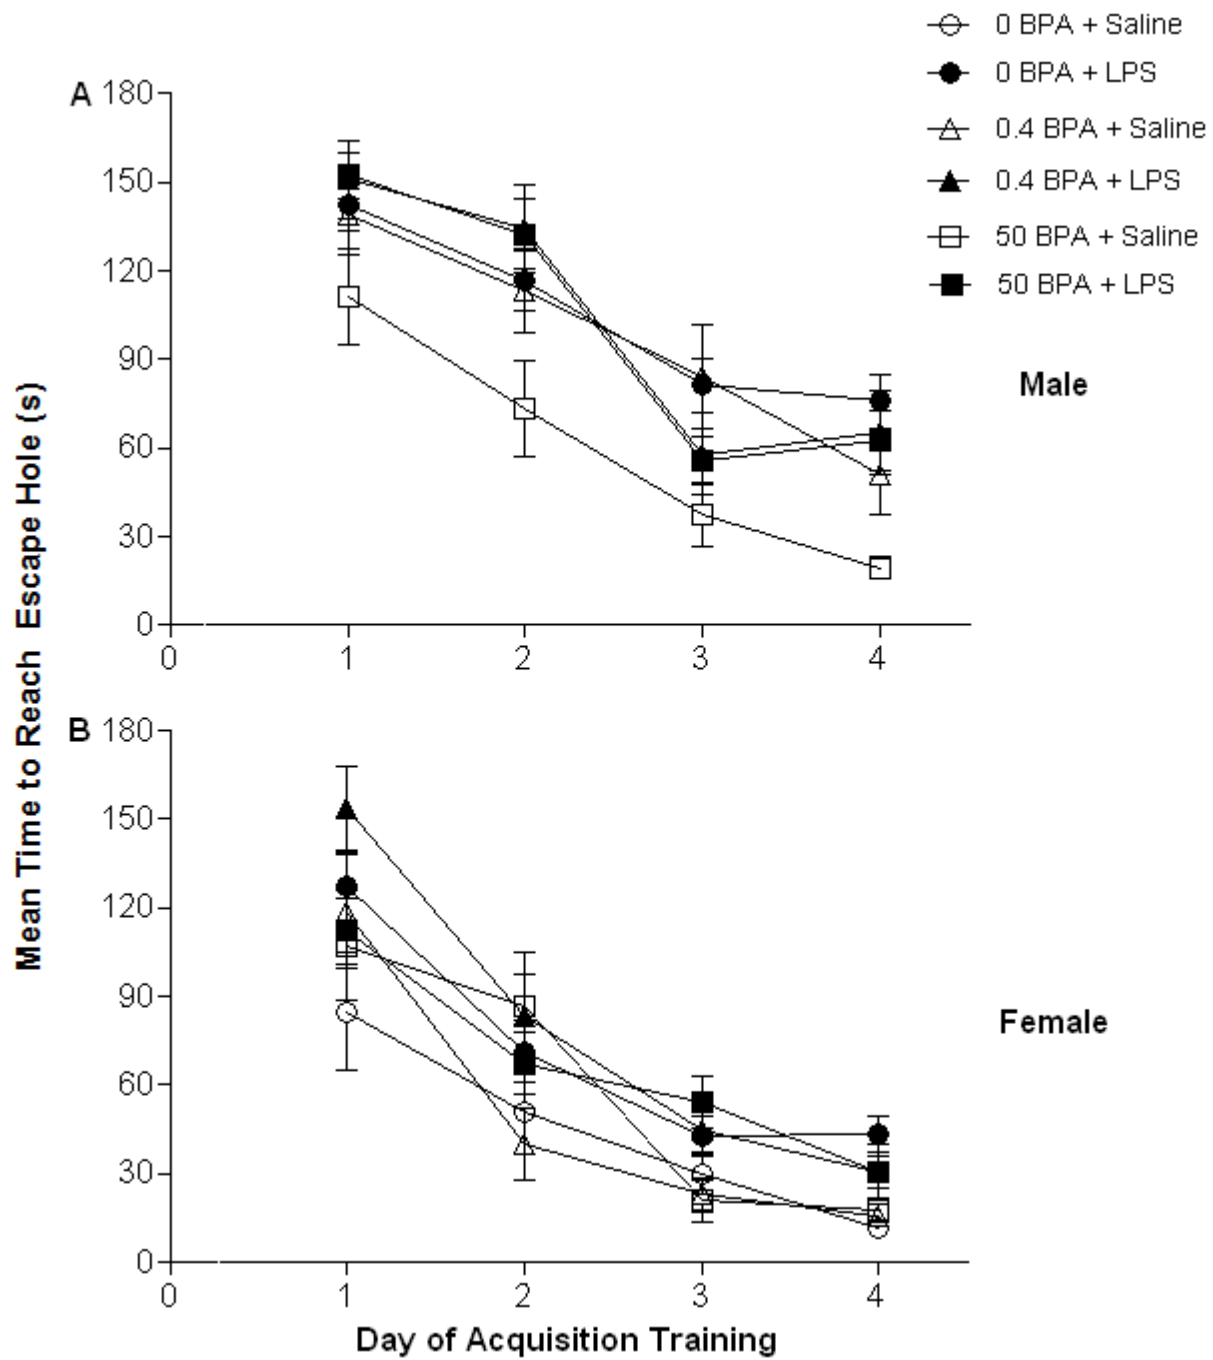 0 BPA + Saline
0 BPA + LPS
0.4 BPA + Saline
0.4 BPA + LPS
50 BPA + Saline
50 BPA + LPS
A
180
150
120
90
60
30
0
0 1 2 3 4
Male
Mean Time to Reach Escape Hole (s)
B
180
150
120
90
60
30
0
0 1 2 3 4
Female
Day of Acquisition Training